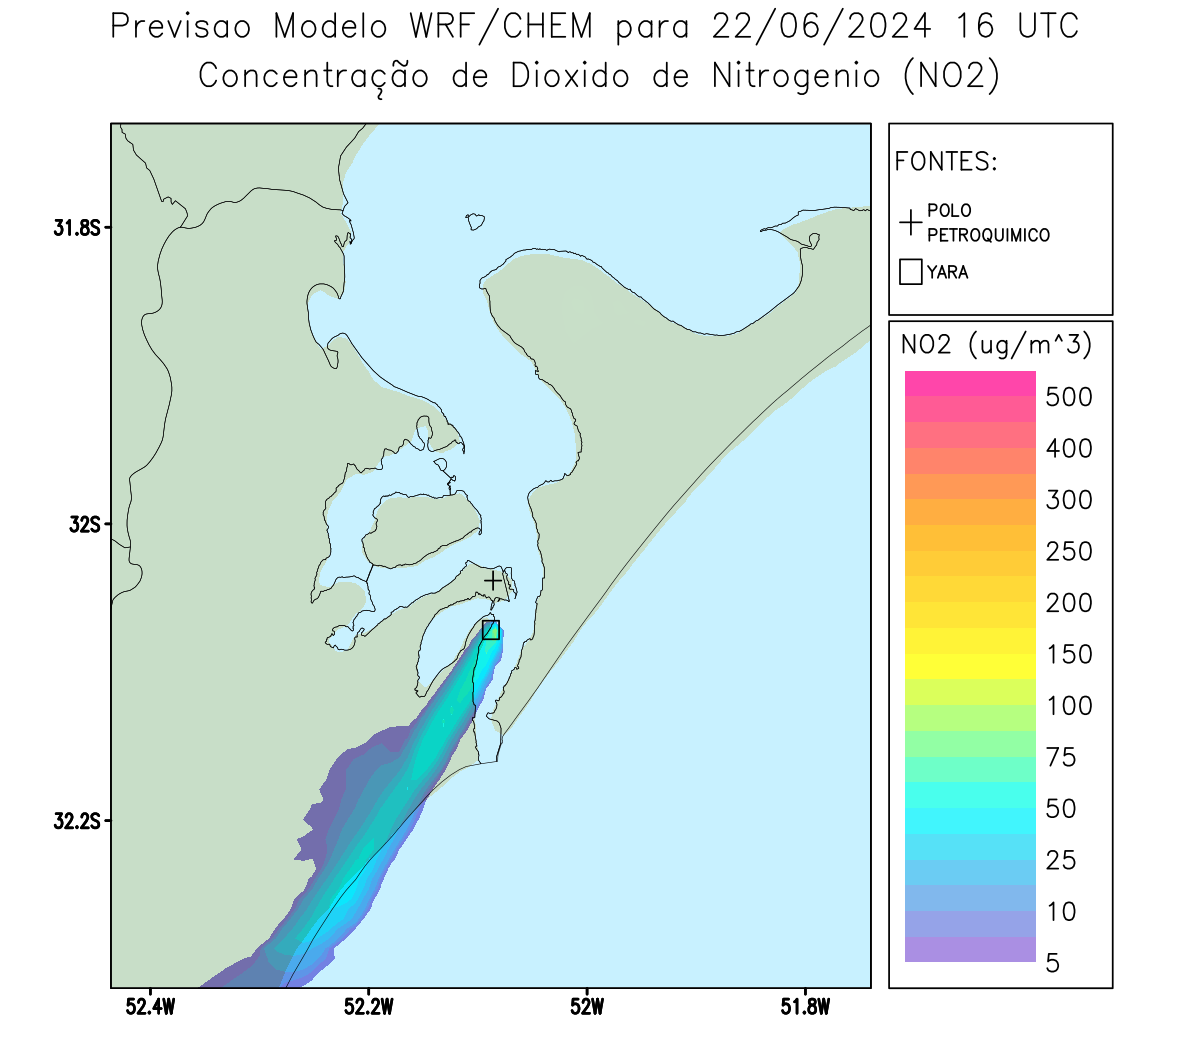 Previsao Modelo WRF/CHEM para 22/06/2024 16 UTC
Concentração de Dioxido de Nitrogenio (NO2)
FONTES:
POLO
PETROQUIMICO
YARA
NO2 (ug/m^3)
500
400
300
250
200
150
100
75
50
25
10
5
31.8S
32S
32.2S
52.4W
52.2W
52W
51.8W